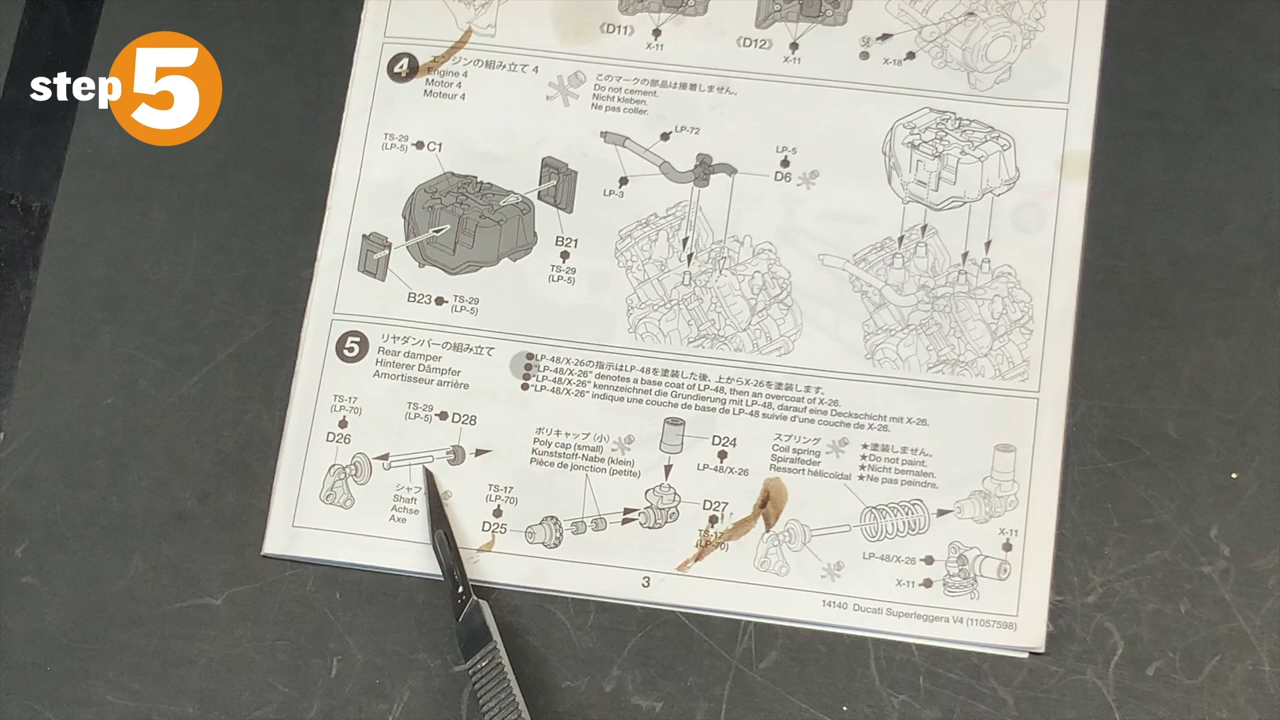 step 5
《D11》
X-11
《D12》
X-11
X-18
4
エンジンの組み立て 4
Engine 4
Motor 4
Moteur 4
このマークの部品は接着しません。
Do not cement.
Nicht kleben.
Ne pas coller.
TS-29
(LP-5)
C1
B21
TS-29
(LP-5)
B23
TS-29
(LP-5)
LP-72
LP-3
LP-5
D6
5
リヤダンパーの組み立て
Rear damper
Hinterer Dämpfer
Amortisseur arrière
●LP-48/X-26の指示はLP-48を塗装した後、上からX-26を塗装します。
●"LP-48/X-26" denotes a base coat of LP-48, then an overcoat of X-26.
●"LP-48/X-26" kennzeichnet die Grundierung mit LP-48, darauf eine Deckschicht mit X-26.
●"LP-48/X-26" indique une couche de base de LP-48 suivie d'une couche de X-26.
TS-17
(LP-70)
D26
TS-29
(LP-5)
D28
シャフ
Shaft
Achse
Axe
TS-17
(LP-70)
D25
ポリキャップ (小)
Poly cap (small)
Kunststoff-Nabe (klein)
Pièce de jonction (petite)
D24
LP-48/X-26
D27
TS-17
(LP-70)
スプリング
Coil spring
Spiralfeder
Ressort hélicoïdal
★塗装しません。
★Do not paint.
★Nicht bemalen.
★Ne pas peindre.
X-11
LP-48/X-26
X-11
3
14140 Ducati Superleggera V4 (11057598)